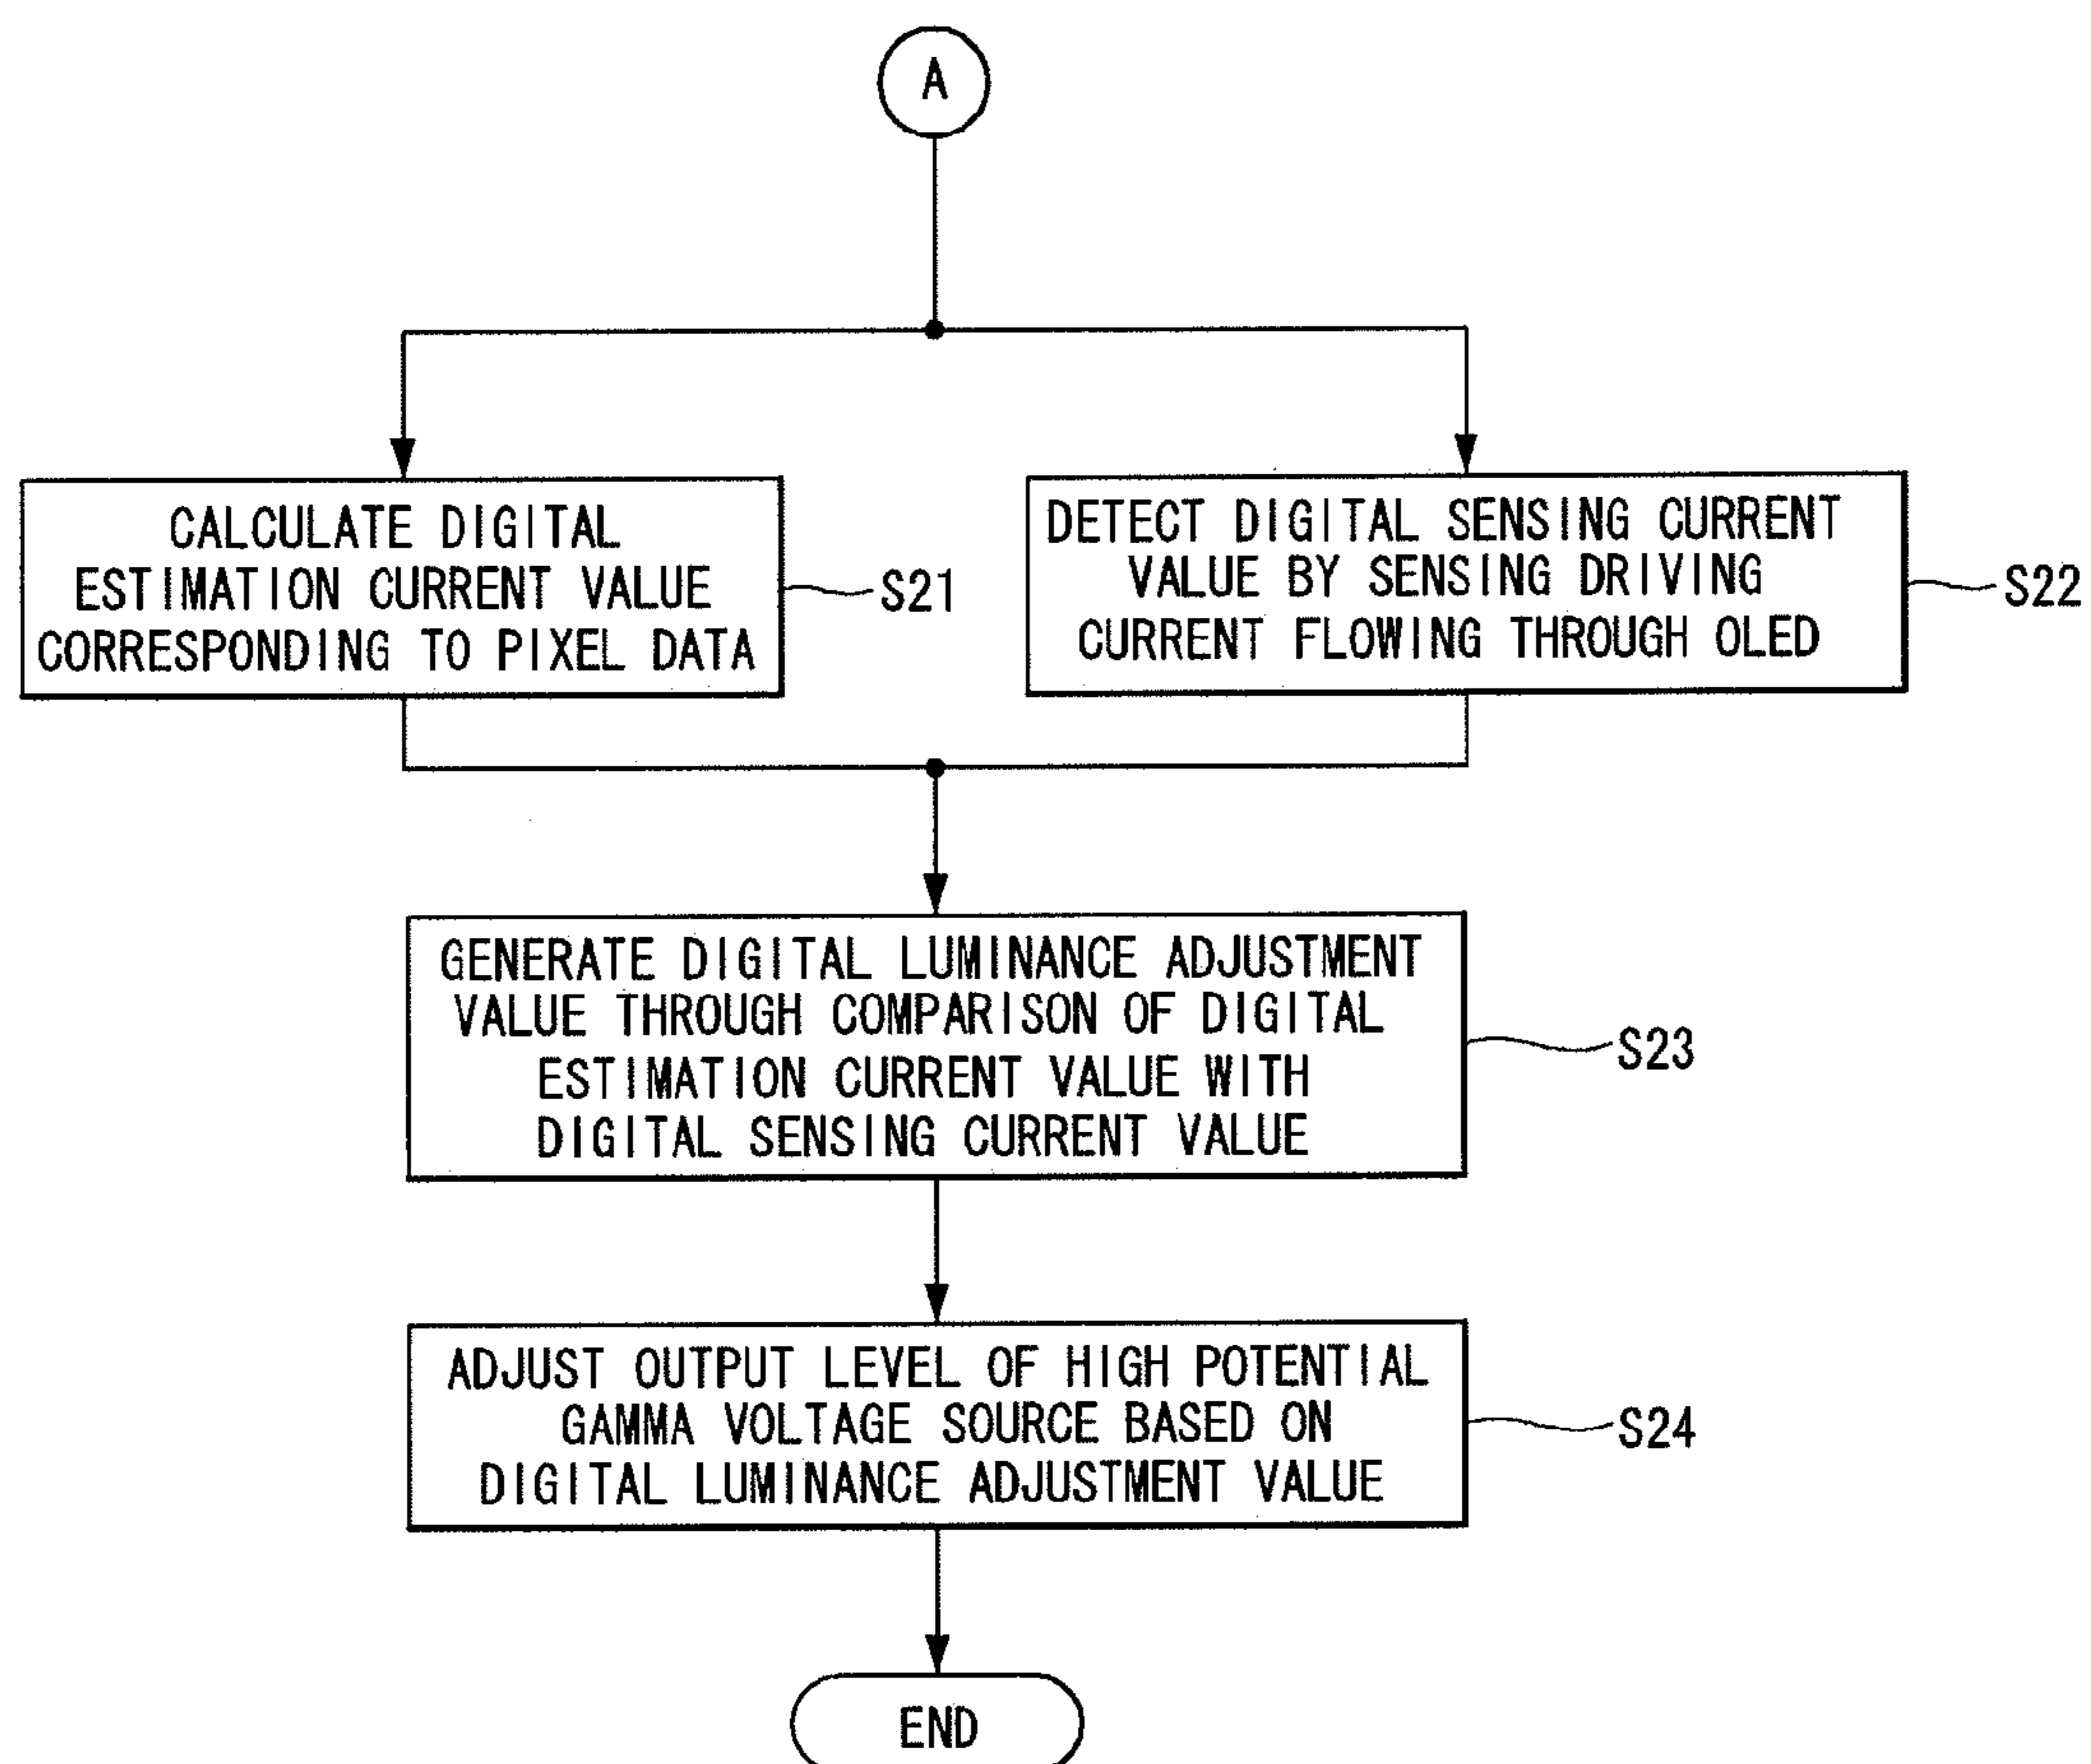 A
CALCULATE DIGITAL
ESTIMATION CURRENT VALUE
CORRESPONDING TO PIXEL DATA
S21
DETECT DIGITAL SENSING CURRENT
VALUE BY SENSING DRIVING
CURRENT FLOWING THROUGH OLED
S22
GENERATE DIGITAL LUMINANCE ADJUSTMENT
VALUE THROUGH COMPARISON OF DIGITAL
ESTIMATION CURRENT VALUE WITH
DIGITAL SENSING CURRENT VALUE
S23
ADJUST OUTPUT LEVEL OF HIGH POTENTIAL
GAMMA VOLTAGE SOURCE BASED ON
DIGITAL LUMINANCE ADJUSTMENT VALUE
S24
END